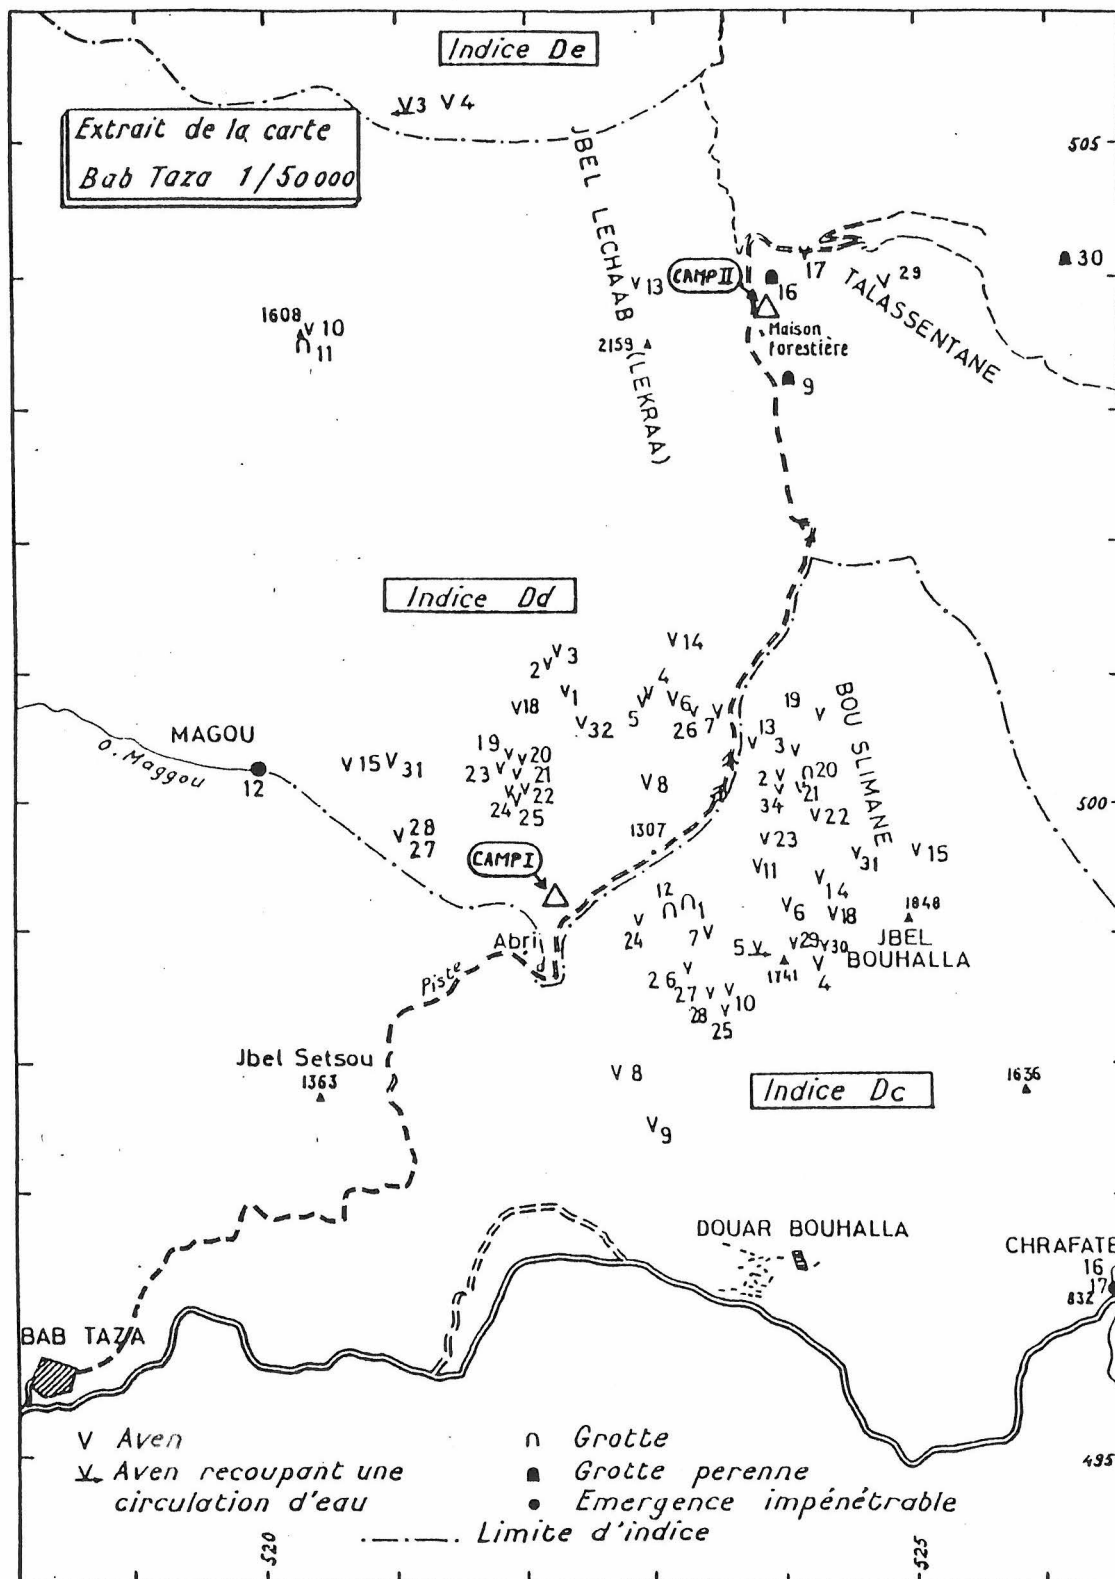 Indice De
3 V 4
Extrait de la carte
Bab Taza 1/50 000
505
JBEL LECHAAB (LEKRAA)
17
30
CAMP II
13
16
29
TALASSENTANE
1608
10
11
Maison
forestière
2159
9
Indice Dd
14
3
2
4
1
18
5
6
26
7
32
19
BOU SLIMANE
MAGOU
O. Maggou
12
15
31
19
20
23
21
22
24
25
8
13
3
2
20
21
34
22
500
28
27
1307
23
CAMP I
11
31
15
14
12
1
24
7
6
18
1848
JBEL
BOUHALLA
Abri
5
29
30
1741
4
Piste
26
27
28
10
25
Jbel Setsou
1363
8
Indice Dc
1636
9
DOUAR BOUHALLA
CHRAFATE
16
17
832
BAB TAZA
V Aven
Aven recoupant une
circulation d'eau
Grotte
Grotte perenne
Emergence impénétrable
Limite d'indice
495
520
525